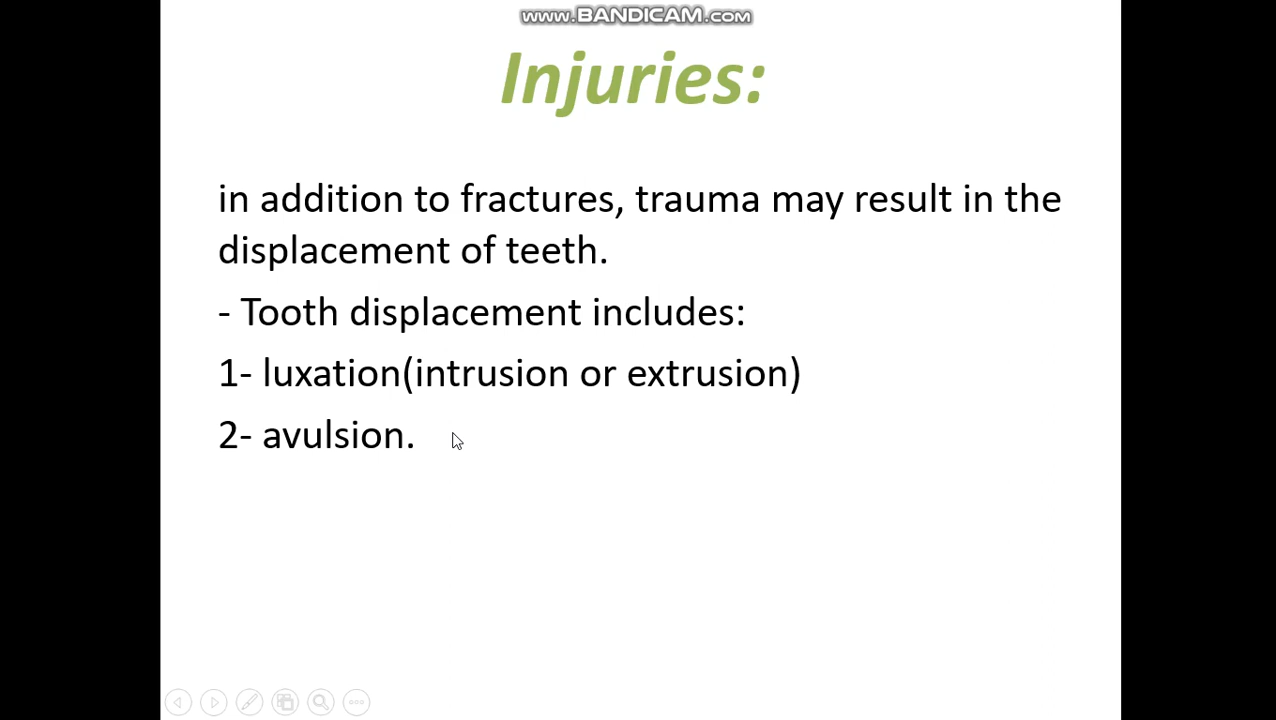 www.BANDICAM.com
Injuries:
in addition to fractures, trauma may result in the
displacement of teeth.
- Tooth displacement includes:
1- luxation(intrusion or extrusion)
2- avulsion.